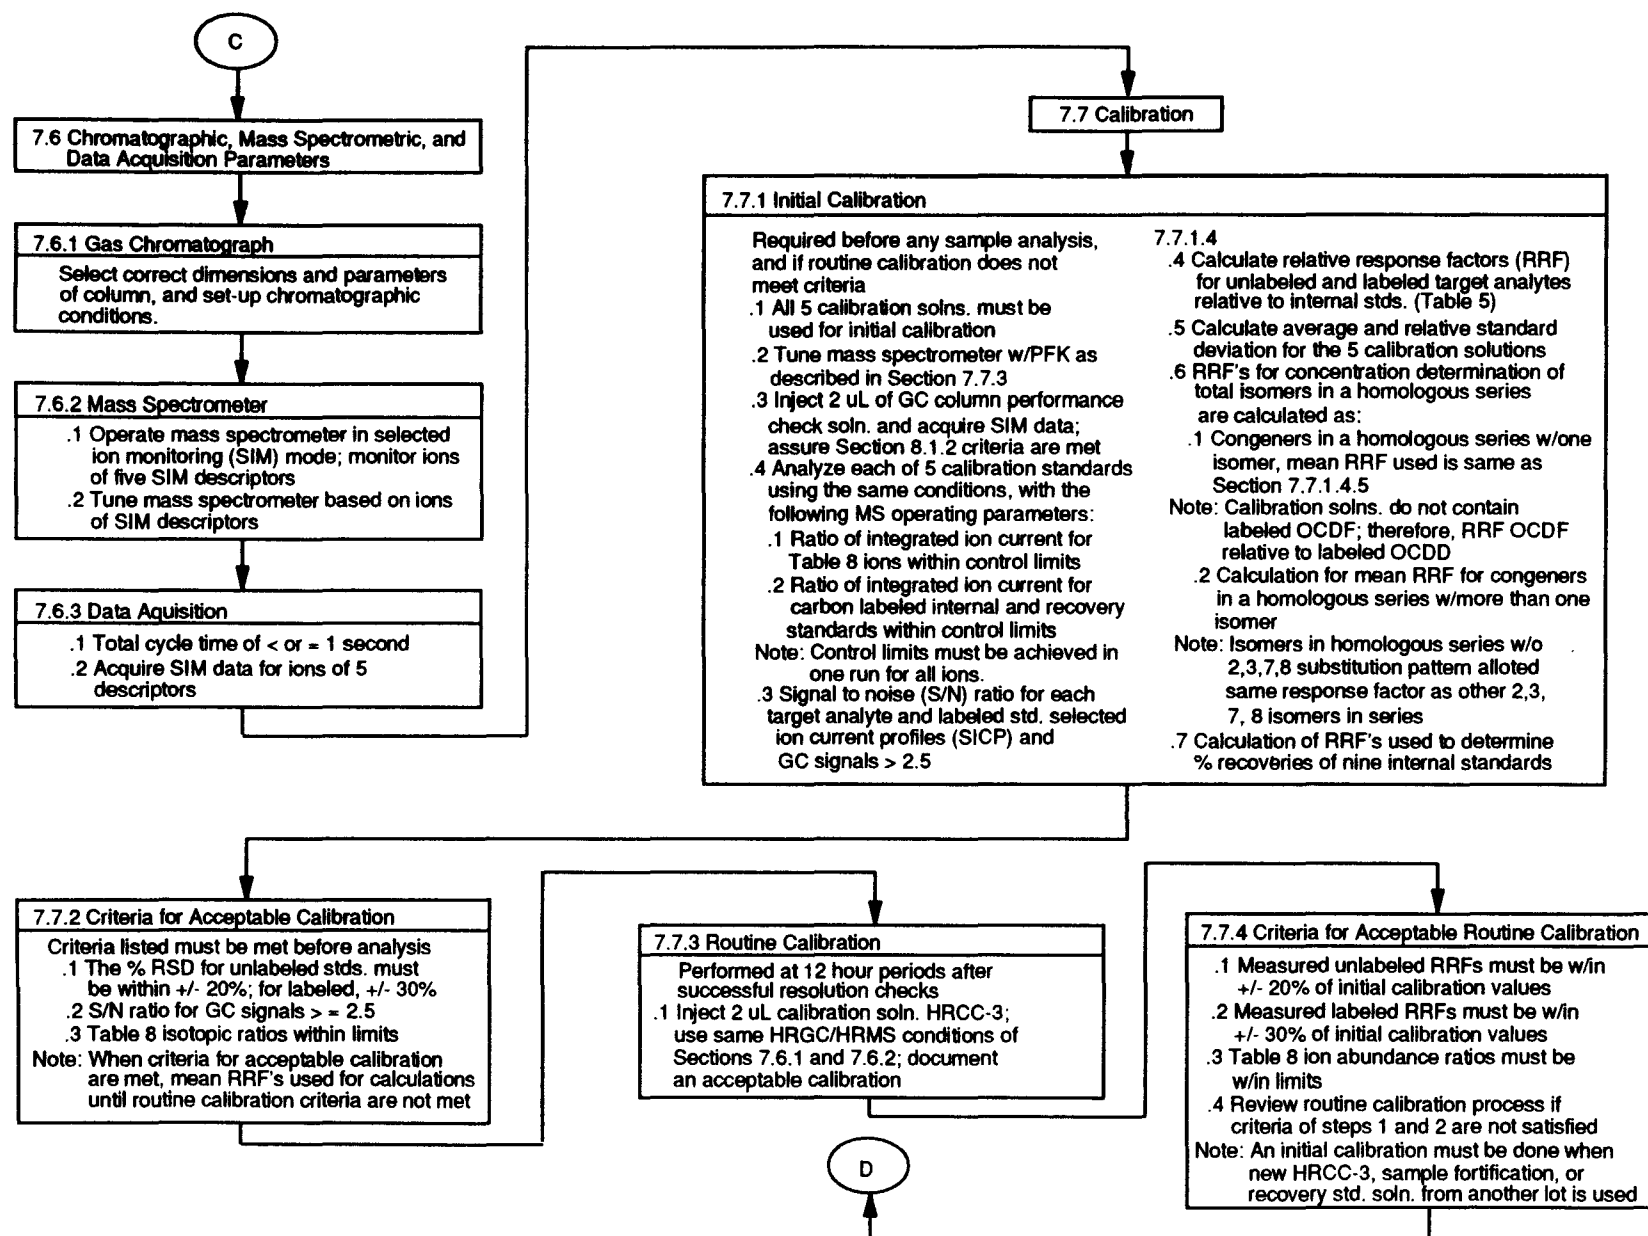 C
7.6 Chromatographic, Mass Spectrometric, and
Data Acquisition Parameters
7.6.1 Gas Chromatograph
Select correct dimensions and parameters
of column, and set-up chromatographic
conditions.
7.6.2 Mass Spectrometer
.1 Operate mass spectrometer in selected
ion monitoring (SIM) mode; monitor ions
of five SIM descriptors
.2 Tune mass spectrometer based on ions
of SIM descriptors
7.6.3 Data Aquisition
.1 Total cycle time of < or = 1 second
.2 Acquire SIM data for ions of 5
descriptors
7.7 Calibration
7.7.1 Initial Calibration
Required before any sample analysis,
and if routine calibration does not
meet criteria
.1 All 5 calibration solns. must be
used for initial calibration
.2 Tune mass spectrometer w/PFK as
described in Section 7.7.3
.3 Inject 2 uL of GC column performance
check soln. and acquire SIM data;
assure Section 8.1.2 criteria are met
.4 Analyze each of 5 calibration standards
using the same conditions, with the
following MS operating parameters:
.1 Ratio of integrated ion current for
Table 8 ions within control limits
.2 Ratio of integrated ion current for
carbon labeled internal and recovery
standards within control limits
Note: Control limits must be achieved in
one run for all ions.
.3 Signal to noise (S/N) ratio for each
target analyte and labeled std. selected
ion current profiles (SICP) and
GC signals > 2.5
7.7.1.4
.4 Calculate relative response factors (RRF)
for unlabeled and labeled target analytes
relative to internal stds. (Table 5)
.5 Calculate average and relative standard
deviation for the 5 calibration solutions
.6 RRF's for concentration determination of
total isomers in a homologous series
are calculated as:
.1 Congeners in a homologous series w/one
isomer, mean RRF used is same as
Section 7.7.1.4.5
Note: Calibration solns. do not contain
labeled OCDF; therefore, RRF OCDF
relative to labeled OCDD
.2 Calculation for mean RRF for congeners
in a homologous series w/more than one
isomer
Note: Isomers in homologous series w/o
2,3,7,8 substitution pattern alloted
same response factor as other 2,3,
7, 8 isomers in series
.7 Calculation of RRF's used to determine
% recoveries of nine internal standards
7.7.2 Criteria for Acceptable Calibration
Criteria listed must be met before analysis
.1 The % RSD for unlabeled stds. must
be within +/- 20%; for labeled, +/- 30%
.2 S/N ratio for GC signals > = 2.5
.3 Table 8 isotopic ratios within limits
Note: When criteria for acceptable calibration
are met, mean RRF's used for calculations
until routine calibration criteria are not met
7.7.3 Routine Calibration
Performed at 12 hour periods after
successful resolution checks
.1 Inject 2 uL calibration soln. HRCC-3;
use same HRGC/HRMS conditions of
Sections 7.6.1 and 7.6.2; document
an acceptable calibration
7.7.4 Criteria for Acceptable Routine Calibration
.1 Measured unlabeled RRFs must be w/in
+/- 20% of initial calibration values
.2 Measured labeled RRFs must be w/in
+/- 30% of initial calibration values
.3 Table 8 ion abundance ratios must be
w/in limits
.4 Review routine calibration process if
criteria of steps 1 and 2 are not satisfied
Note: An initial calibration must be done when
new HRCC-3, sample fortification, or
recovery std. soln. from another lot is used
D